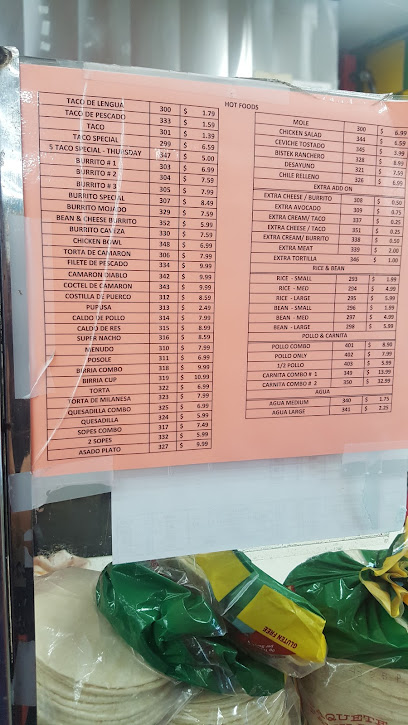 TACO DE LENGUA 300 $ 1.79
TACO DE PESCADO 333 $ 1.59
TACO 301 $ 1.39
TACO SPECIAL 299 $ 6.59
5 TACO SPECIAL - THURSDAY 347 $ 5.00
BURRITO # 1 303 $ 6.99
BURRITO # 2 304 $ 7.59
BURRITO # 3 305 $ 7.99
BURRITO SPECIAL 307 $ 8.49
BURRITO MOJADO 329 $ 7.75
BEAN & CHEESE BURRITO 352 $ 5.99
BURRITO CABEZA 330 $ 7.59
CHICKEN BOWL 348 $ 6.99
TORTA DE CAMARON 306 $ 7.99
FILETE DE PESCADO 334 $ 9.99
CAMARON DIABLO 342 $ 9.99
COCTEL DE CAMARON 343 $ 9.99
COSTILLA DE PUERCO 312 $ 8.59
PUPUSA 313 $ 2.49
CALDO DE POLLO 314 $ 7.99
CALDO DE RES 315 $ 8.99
SUPER NACHO 316 $ 8.59
MENUDO 310 $ 7.99
POSOLE 311 $ 6.99
BIRRIA COMBO 318 $ 9.99
BIRRIA CUP 319 $ 10.99
TORTA 322 $ 6.99
TORTA DE MILANESA 323 $ 7.99
QUESADILLA COMBO 325 $ 6.99
QUESADILLA 324 $ 5.99
SOPES COMBO 317 $ 7.49
2 SOPES 332 $ 5.99
ASADO PLATO 327 $ 9.99
HOT FOODS
MOLE 300 $ 6.99
CHICKEN SALAD 344 $ 6.59
CEVICHE TOSTADO 345 $ 1.99
BISTEK RANCHERO 328 $ 8.99
DESAYUNO 321 $ 7.59
CHILE RELLENO 326 $ 6.99
EXTRA ADD ON
EXTRA CHEESE / BURRITO 308 $ 0.50
EXTRA AVOCADO 309 $ 0.75
EXTRA CREAM/ TACO 337 $ 0.25
EXTRA CHEESE / TACO 351 $ 0.25
EXTRA CREAM/ BURRITO 338 $ 0.50
EXTRA MEAT 339 $ 2.00
EXTRA TORTILLA 346 $ 1.00
RICE & BEAN
RICE - SMALL 293 $ 1.99
RICE - MED 294 $ 4.99
RICE - LARGE 295 $ 5.99
BEAN - SMALL 296 $ 1.99
BEAN - MED 297 $ 4.99
BEAN - LARGE 298 $ 5.99
POLLO & CARNITA
POLLO COMBO 401 $ 8.90
POLLO ONLY 402 $ 7.99
1/2 POLLO 403 $ 5.99
CARNITA COMBO # 1 349 $ 13.99
CARNITA COMBO # 2 350 $ 12.99
AGUA
AGUA MEDIUM 340 $ 1.75
AGUA LARGE 341 $ 2.25
GLUTEN FREE